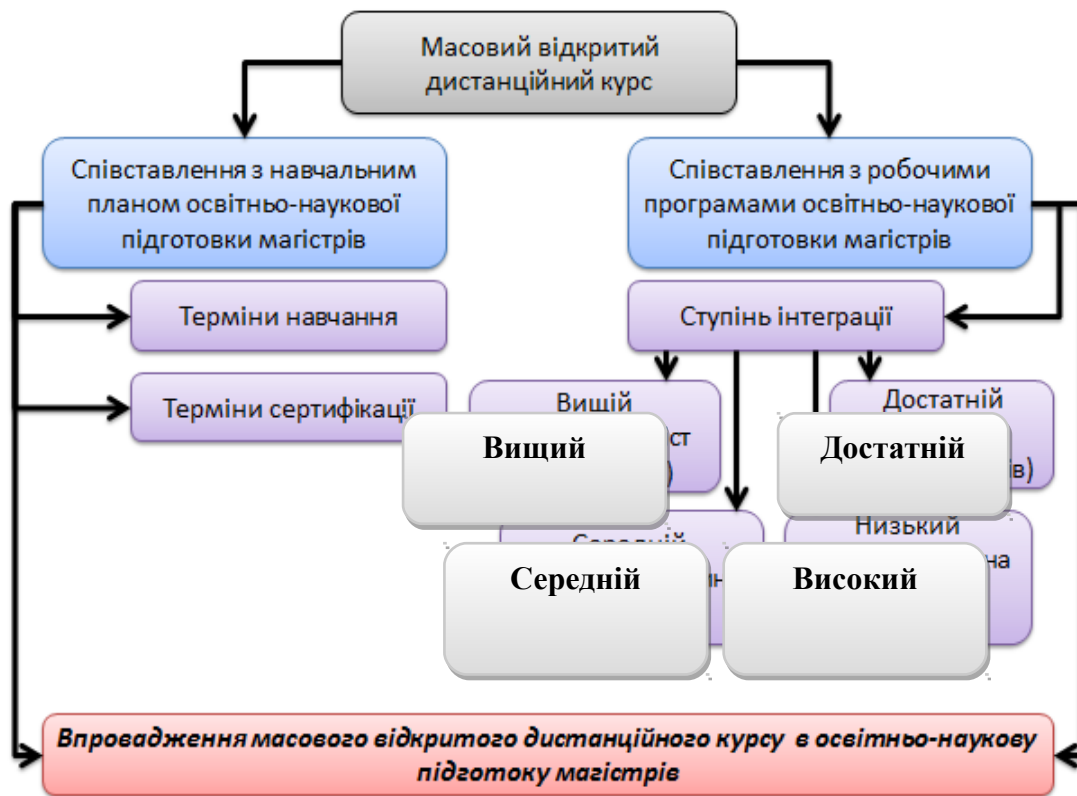 Масовий відкритий
дистанційний курс
Співставлення з навчальним
планом освітньо-наукової
підготовки магістрів
Співставлення з робочими
програмами освітньо-наукової
підготовки магістрів
Терміни навчання
Ступінь інтеграції
Терміни сертифікації
Вищій
Достатній
Вищий
Достатній
Низький
Середній
Середній
Високий
Впровадження масового відкритого дистанційного курсу в освітньо-наукову
підготоку магістрів